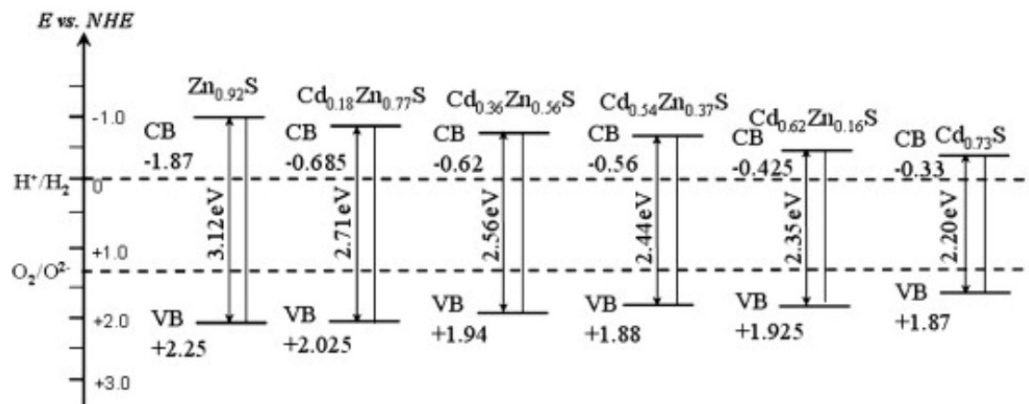 E vs. NHE
-1.0
H⁺/H₂
0
+1.0
O₂/O²⁻
+2.0
+3.0
Zn₀.₉₂S
CB
-1.87
3.12eV
VB
+2.25
Cd₀.₁₈Zn₀.₇₇S
CB
-0.685
2.71eV
VB
+2.025
Cd₀.₃₆Zn₀.₅₆S
CB
-0.62
2.56eV
VB
+1.94
Cd₀.₅₄Zn₀.₃₇S
CB
-0.56
2.44eV
VB
+1.88
Cd₀.₆₂Zn₀.₁₆S
CB
-0.425
2.35eV
VB
+1.925
Cd₀.₇₃S
CB
-0.33
2.20eV
VB
+1.87